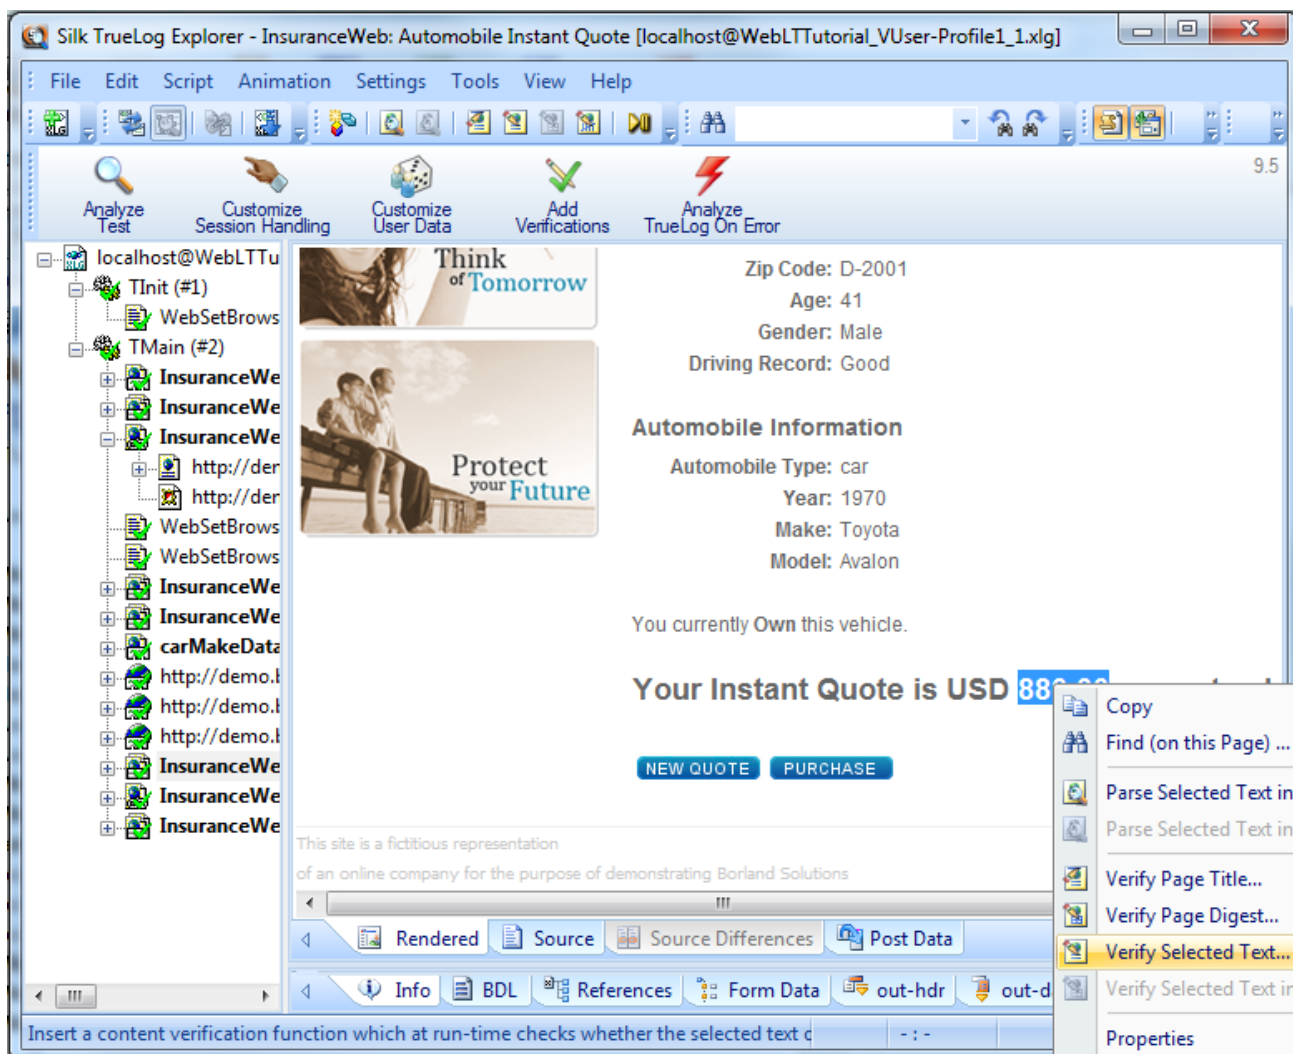 Silk TrueLog Explorer - InsuranceWeb: Automobile Instant Quote [localhost@WebLTTutorial_VUser-Profile1_1.xlg]
File Edit Script Animation Settings Tools View Help
9.5
Analyze Test
Customize Session Handling
Customize User Data
Add Verifications
Analyze TrueLog On Error
localhost@WebLTTu
TInit (#1)
WebSetBrows
TMain (#2)
InsuranceWe
InsuranceWe
InsuranceWe
http://der
http://der
WebSetBrows
WebSetBrows
InsuranceWe
InsuranceWe
carMakeData
http://demo.b
http://demo.b
http://demo.b
InsuranceWe
InsuranceWe
InsuranceWe
Think
of Tomorrow
Protect
your Future
Zip Code: D-2001
Age: 41
Gender: Male
Driving Record: Good
Automobile Information
Automobile Type: car
Year: 1970
Make: Toyota
Model: Avalon
You currently Own this vehicle.
Your Instant Quote is USD
NEW QUOTE PURCHASE
This site is a fictitious representation
of an online company for the purpose of demonstrating Borland Solutions
Copy
Find (on this Page) ...
Parse Selected Text in
Parse Selected Text in
Verify Page Title...
Verify Page Digest...
Verify Selected Text...
Verify Selected Text in
Properties
Rendered Source Source Differences Post Data
Info BDL References Form Data out-hdr out-d
Insert a content verification function which at run-time checks whether the selected text
- : -